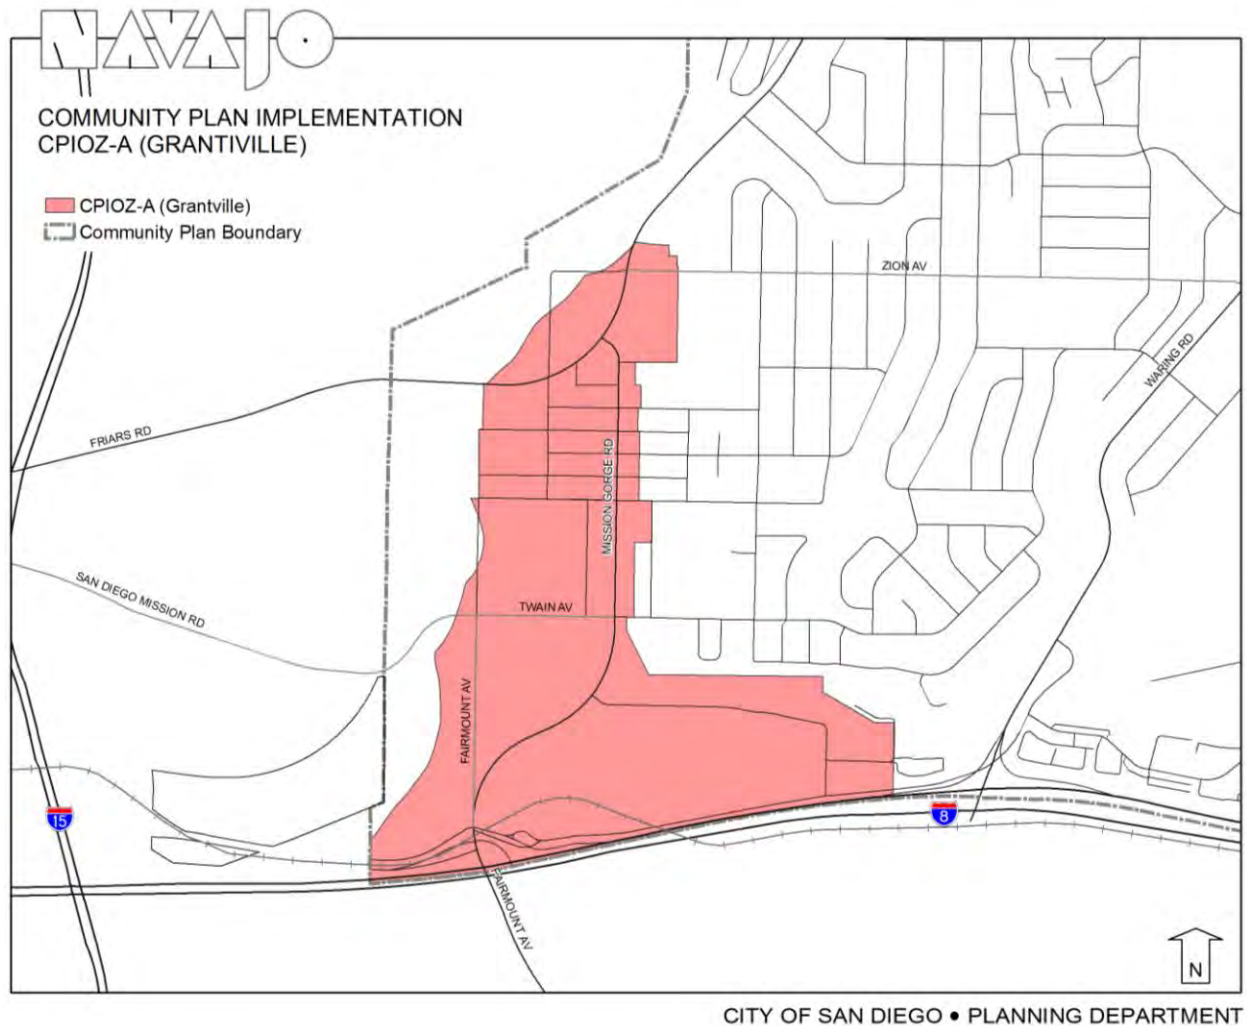 NAVAJO
COMMUNITY PLAN IMPLEMENTATION
CPIOZ-A (GRANTIVILLE)
CPIOZ-A (Grantville)
Community Plan Boundary
ZION AV
WARING RD
FRIARS RD
MISSION GORGE RD
SAN DIEGO MISSION RD
TWAIN AV
FAIRMOUNT AV
15
8
FAIRMOUNT AV
N
CITY OF SAN DIEGO • PLANNING DEPARTMENT